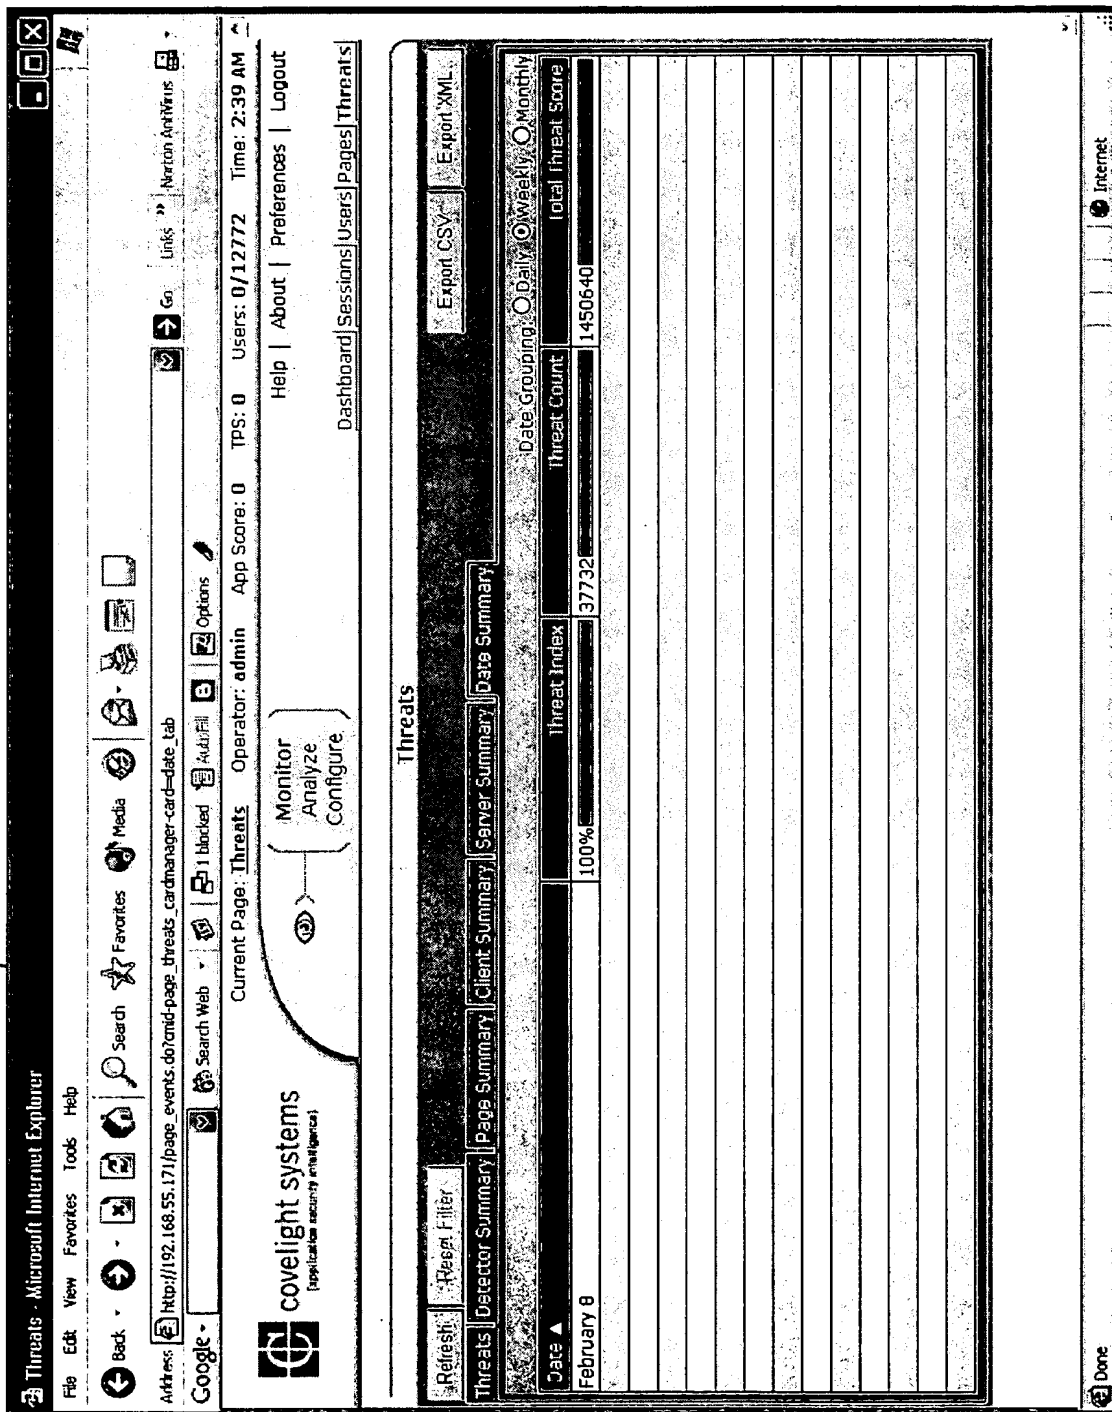 Threats - Microsoft Internet Explorer
File Edit View Favorites Tools Help
Back Search Favorites Media
Address http://192.168.55.171/page_events.do?cmid-page_threats_cardmanager-card=date_tab Go Links » Norton AntiVirus
Google Search Web 1 blocked AutoFill Options
Current Page: Threats Operator: admin App Score: 0 TPS: 0 Users: 0/12772 Time: 2:39 AM
covelight systems
[application security intelligence]
Monitor
Analyze
Configure
Help | About | Preferences | Logout
Dashboard Sessions Users Pages Threats
Threats
Refresh Reset Filter Export CSV Export XML
Threats Detector Summary Page Summary Client Summary Server Summary Date Summary
Date Grouping: Daily Weekly Monthly
Date ▲ Threat Index Threat Count Total Threat Score
February 8 100% 37732 1450640
Done Internet